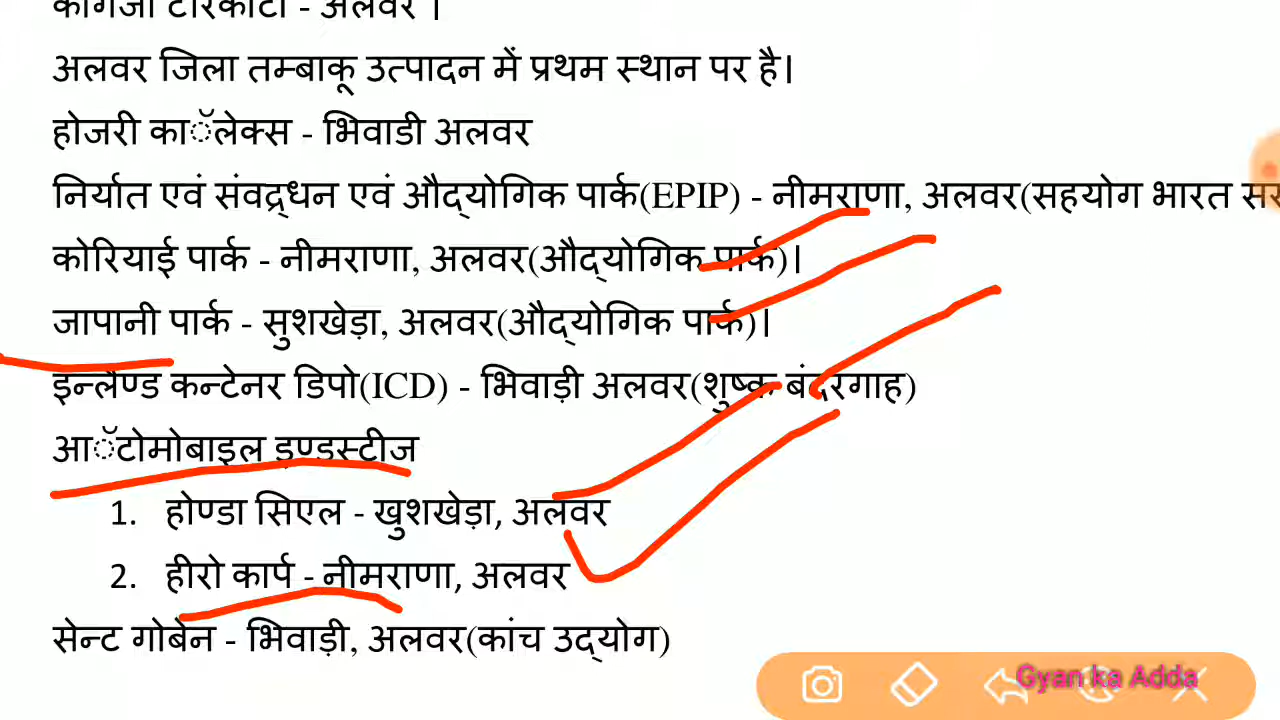 कागजी टेराकोटा - अलवर ।
अलवर जिला तम्बाकू उत्पादन में प्रथम स्थान पर है।
होजरी काॅलेक्स - भिवाडी अलवर
निर्यात एवं संवद्र्धन एवं औद्योगिक पार्क(EPIP) - नीमराणा, अलवर(सहयोग भारत
कोरियाई पार्क - नीमराणा, अलवर(औद्योगिक पार्क)।
जापानी पार्क - सुशखेड़ा, अलवर(औद्योगिक पार्क)।
इन्लैण्ड कन्टेनर डिपो(ICD) - भिवाड़ी अलवर(शुष्क बंदरगाह)
आॅटोमोबाइल इण्डस्टीज
1. होण्डा सिएल - खुशखेड़ा, अलवर
2. हीरो कार्प - नीमराणा, अलवर
सेन्ट गोबेन - भिवाड़ी, अलवर(कांच उद्योग)
Gyan ka Adda